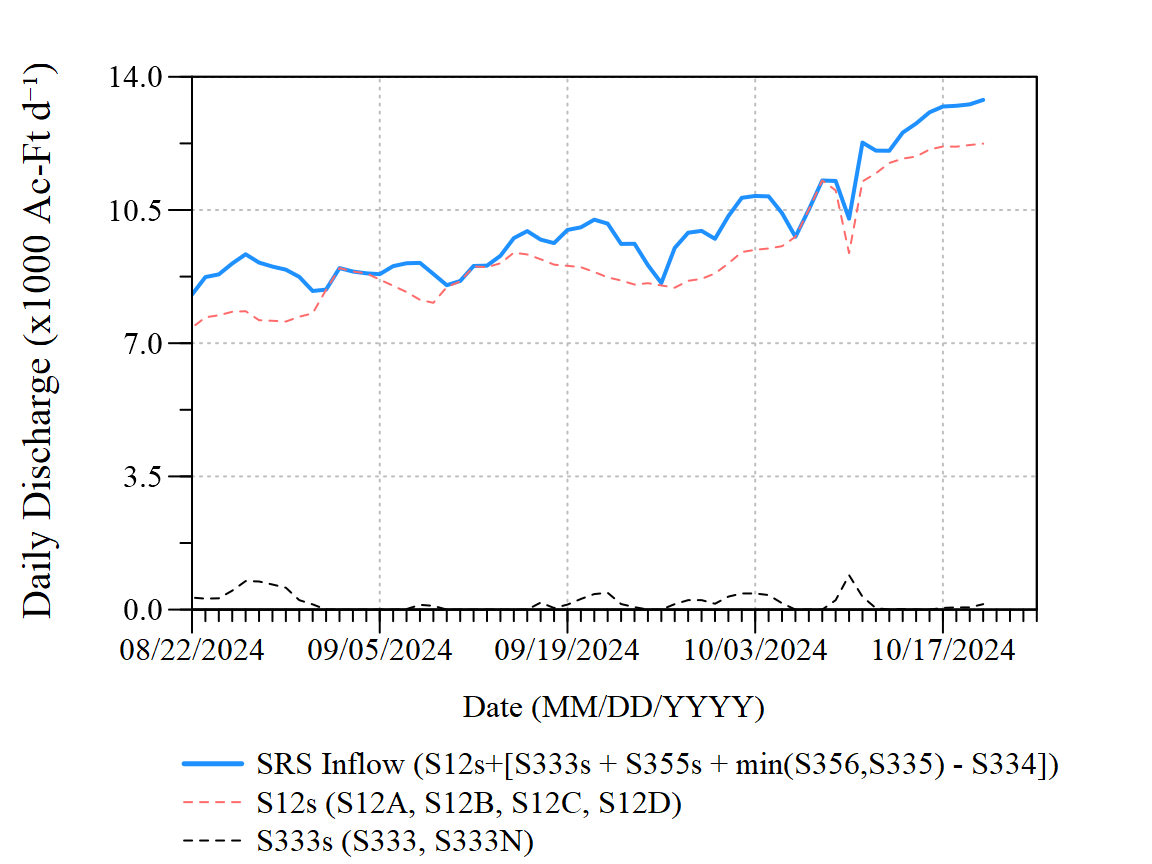 Daily Discharge (x1000 Ac-Ft d⁻¹)
14.0
10.5
7.0
3.5
0.0
08/22/2024 09/05/2024 09/19/2024 10/03/2024 10/17/2024
Date (MM/DD/YYYY)
SRS Inflow (S12s+[S333s + S355s + min(S356,S335) - S334])
S12s (S12A, S12B, S12C, S12D)
S333s (S333, S333N)